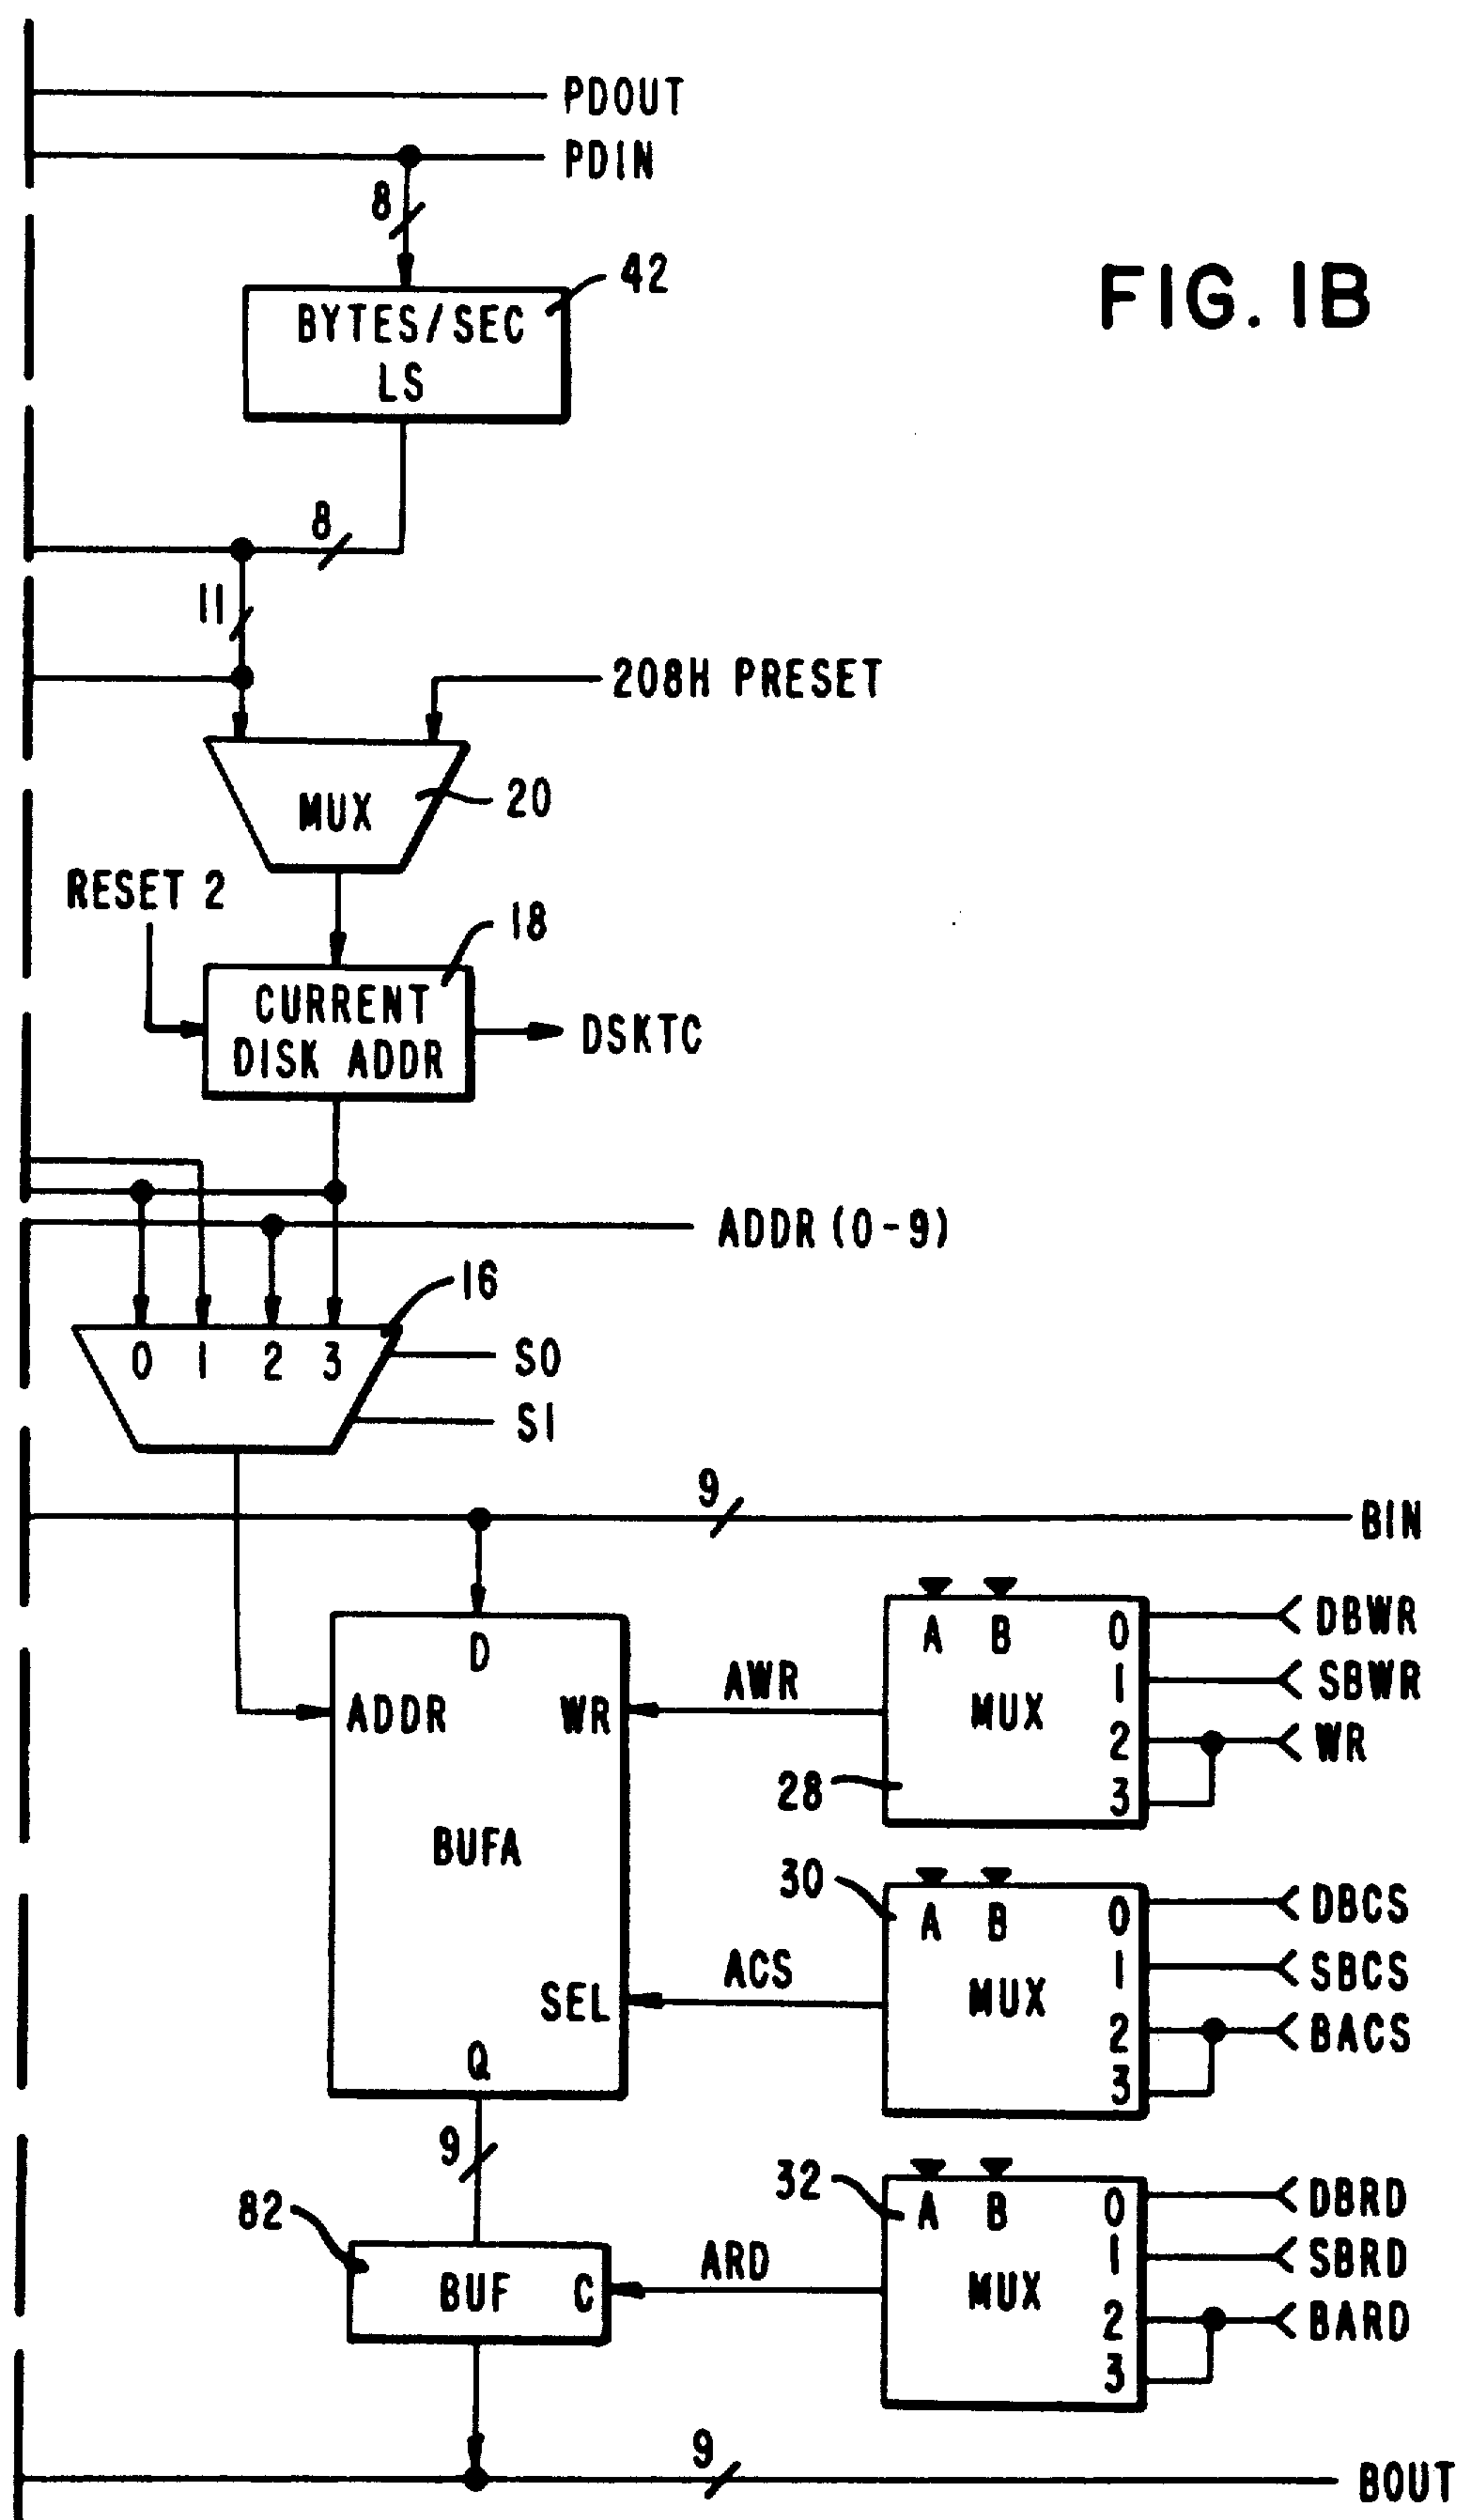 PDOUT
PDIN
8
42
FIG. 1B
BYTES/SEC
LS
8
11
208H PRESET
MUX
20
RESET 2
18
CURRENT
DISK ADDR
DSKTC
ADDR (0-9)
16
0 1 2 3
S0
S1
9
BIN
D
ADDR
WR
AWR
A B
0
DBWR
1
SBWR
MUX
2
WR
28
3
BUFA
30
A B
0
DBCS
ACS
1
SBCS
SEL
MUX
2
BACS
Q
3
9
32
A B
0
DBRD
82
ARD
1
SBRD
BUF C
MUX
2
BARD
3
9
BOUT